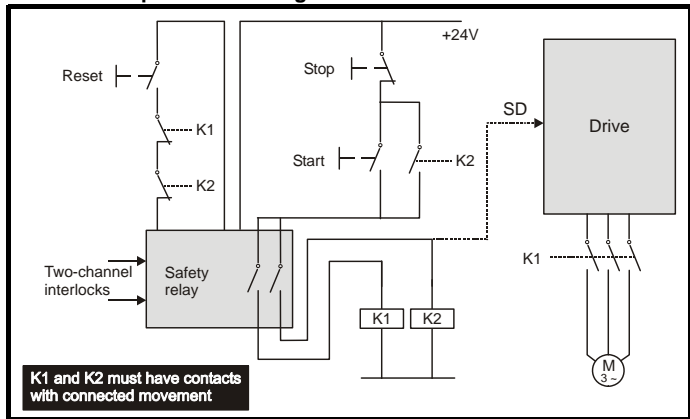 +24V
Reset
Stop
SD
Drive
K1
Start
K2
K2
K1
Two-channel
interlocks
Safety
relay
K1
K2
M
3 ~
K1 and K2 must have contacts
with connected movement